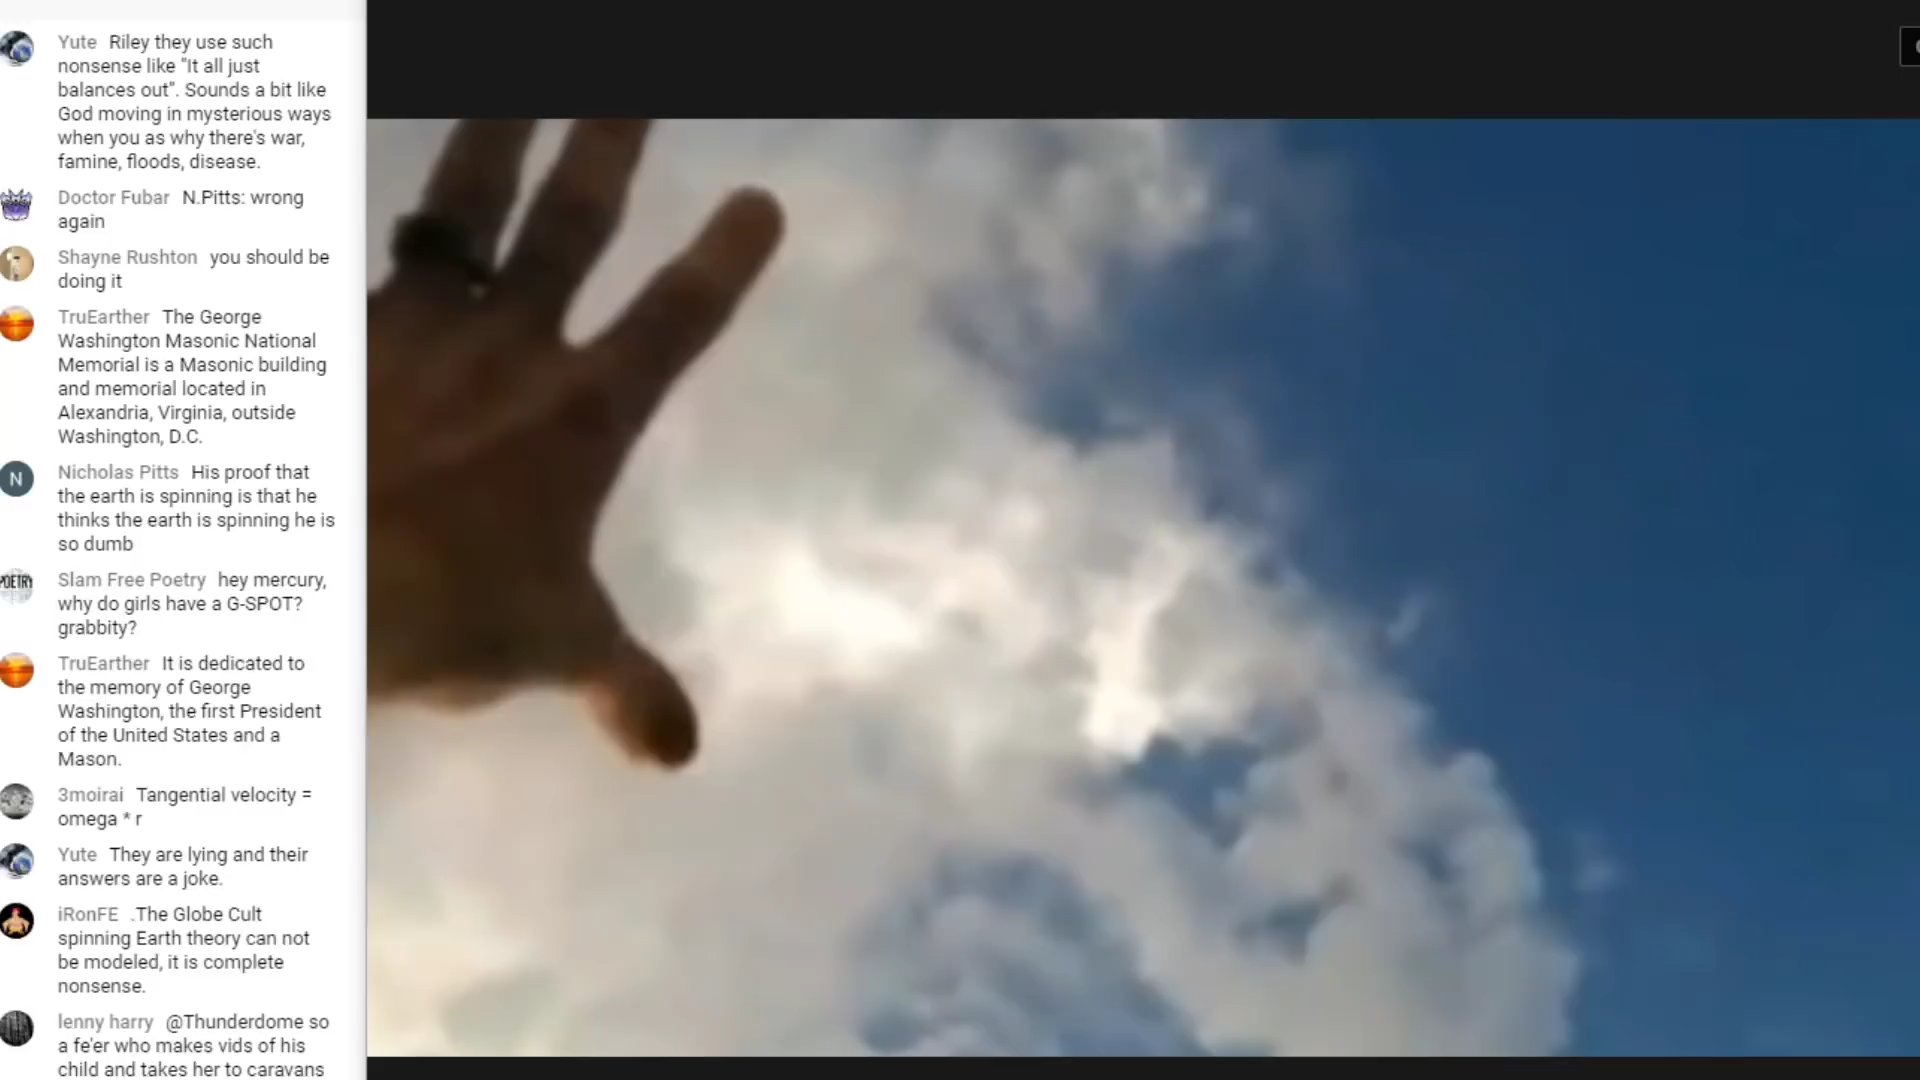 Yute Riley they use such
nonsense like "It all just
balances out". Sounds a bit like
God moving in mysterious ways
when you as why there's war,
famine, floods, disease.
Doctor Fubar N.Pitts: wrong
again
Shayne Rushton you should be
doing it
TruEarther The George
Washington Masonic National
Memorial is a Masonic building
and memorial located in
Alexandria, Virginia, outside
Washington, D.C.
N Nicholas Pitts His proof that
the earth is spinning is that he
thinks the earth is spinning he is
so dumb
POETRY Slam Free Poetry hey mercury,
why do girls have a G-SPOT?
grabbity?
TruEarther It is dedicated to
the memory of George
Washington, the first President
of the United States and a
Mason.
3moirai Tangential velocity =
omega * r
Yute They are lying and their
answers are a joke.
iRonFE .The Globe Cult
spinning Earth theory can not
be modeled, it is complete
nonsense.
lenny harry @Thunderdome so
a fe'er who makes vids of his
child and takes her to caravans